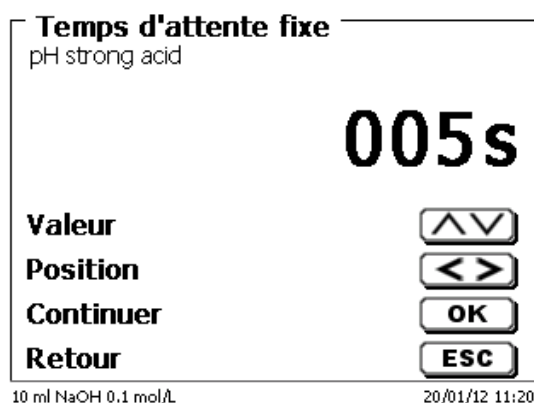 Temps d'attente fixe
pH strong acid
005s
Valeur
Position < >
Continuer OK
Retour ESC
10 ml NaOH 0.1 mol/L 20/01/12 11:20